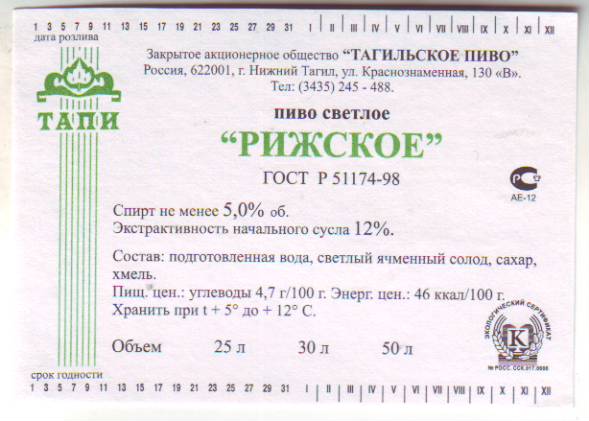 1 3 5 7 9 11 13 15 17 19 21 23 25 27 29 31 I II III IV V VI VII VIII IX X XI XII
дата розлива
Закрытое акционерное общество “ТАГИЛЬСКОЕ ПИВО”
Россия, 622001, г. Нижний Тагил, ул. Краснознаменная, 130 «В».
Тел: (3435) 245 - 488.
ТАПИ
пиво светлое
“РИЖСКОЕ”
ГОСТ Р 51174-98
АЕ-12
Спирт не менее 5,0% об.
Экстрактивность начального сусла 12%.
Состав: подготовленная вода, светлый ячменный солод, сахар,
хмель.
Пищ. цен.: углеводы 4,7 г/100 г. Энерг. цен.: 46 ккал/100 г.
Хранить при t + 5° до + 12° С.
ЭКОЛОГИЧЕСКИЙ СЕРТИФИКАТ
К
Объем 25 л 30 л 50 л
№ РОСС. ССК.017.0006
срок годности
1 3 5 7 9 11 13 15 17 19 21 23 25 27 29 31 I II III IV V VI VII VIII IX X XI XII